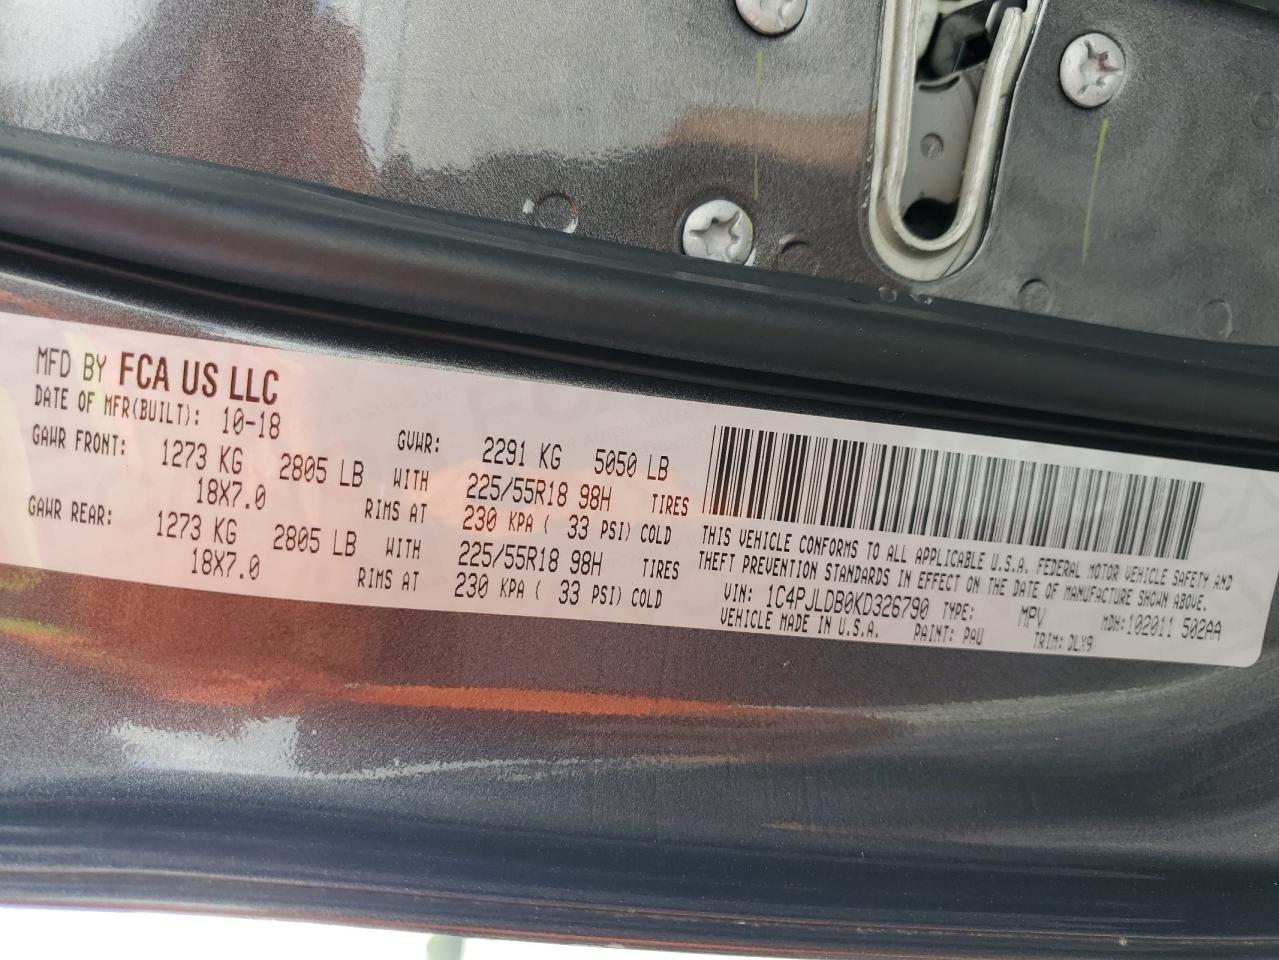 MFD BY FCA US LLC
DATE OF MFR(BUILT): 10-18
GVWR: 2291 KG 5050 LB
GAWR FRONT: 1273 KG 2805 LB WITH 225/55R18 98H TIRES
18X7.0 RIMS AT 230 KPA ( 33 PSI) COLD
GAWR REAR: 1273 KG 2805 LB WITH 225/55R18 98H TIRES
18X7.0 RIMS AT 230 KPA ( 33 PSI) COLD
THIS VEHICLE CONFORMS TO ALL APPLICABLE U.S.A. FEDERAL MOTOR VEHICLE SAFETY AND
THEFT PREVENTION STANDARDS IN EFFECT ON THE DATE OF MANUFACTURE SHOWN ABOVE.
VIN: 1C4PJLDB0KD326790 TYPE: MPV MDH:102011 502AA
VEHICLE MADE IN U.S.A. PAINT: PAU TRIM: DLX9